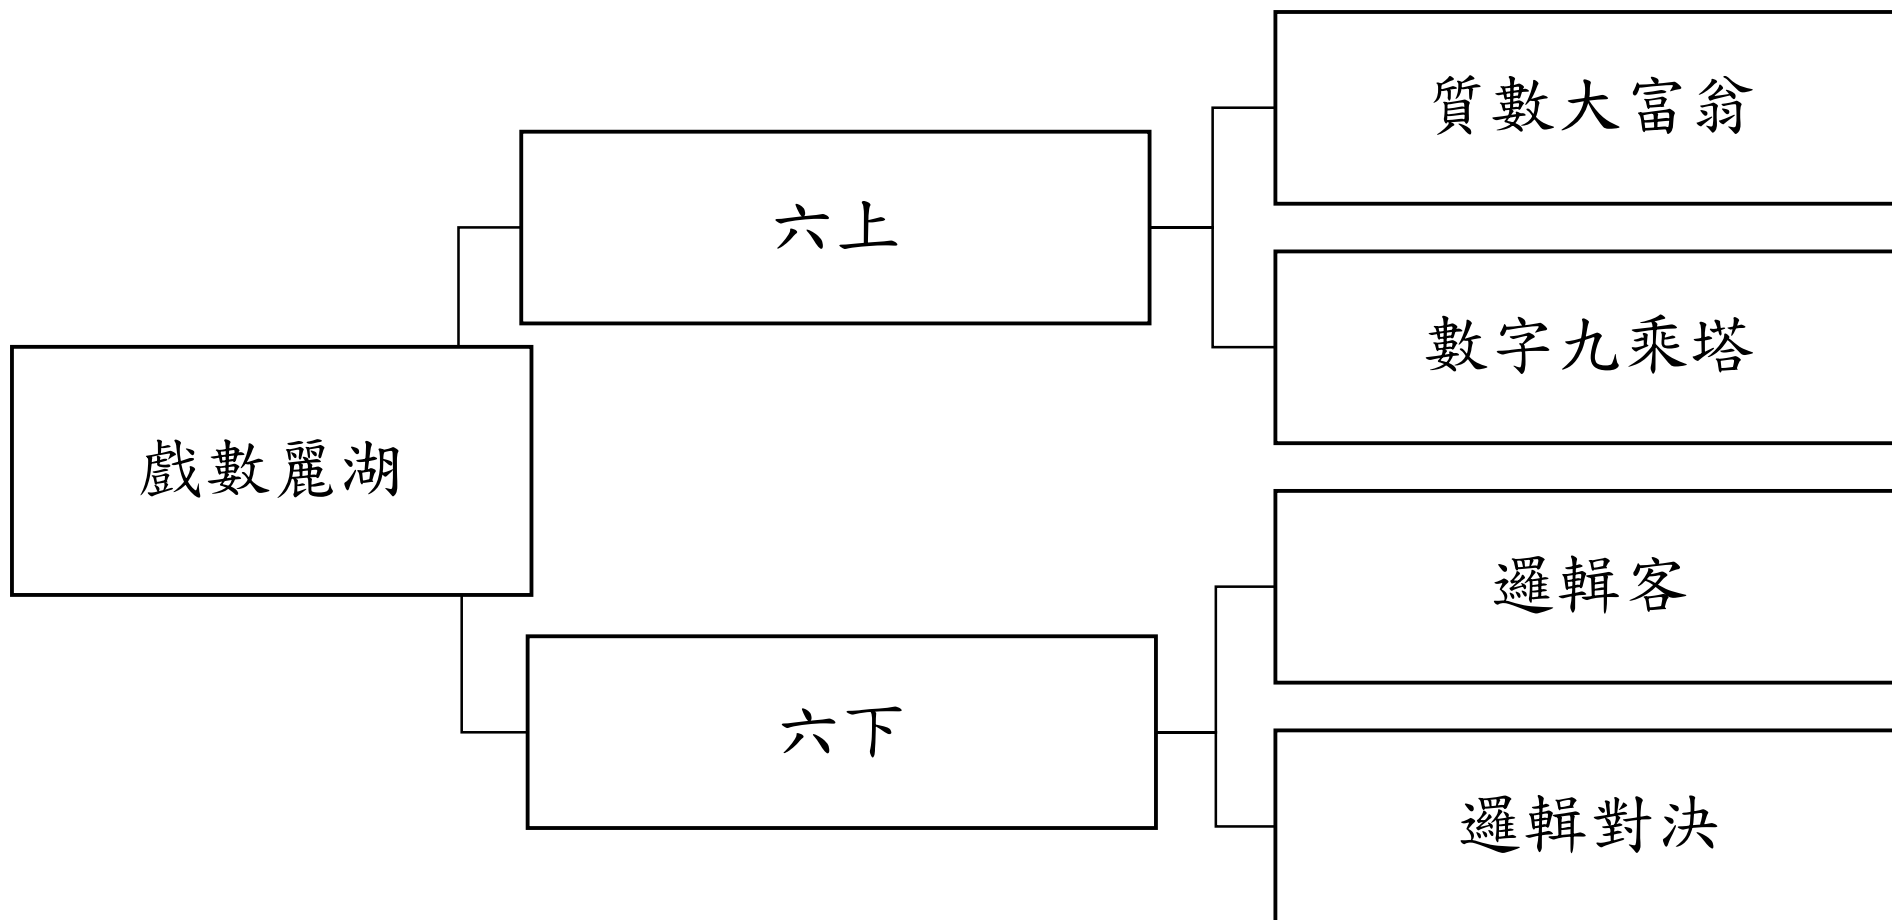 戲數麗湖
六上
質數大富翁
數字九乘塔
六下
邏輯客
邏輯對決